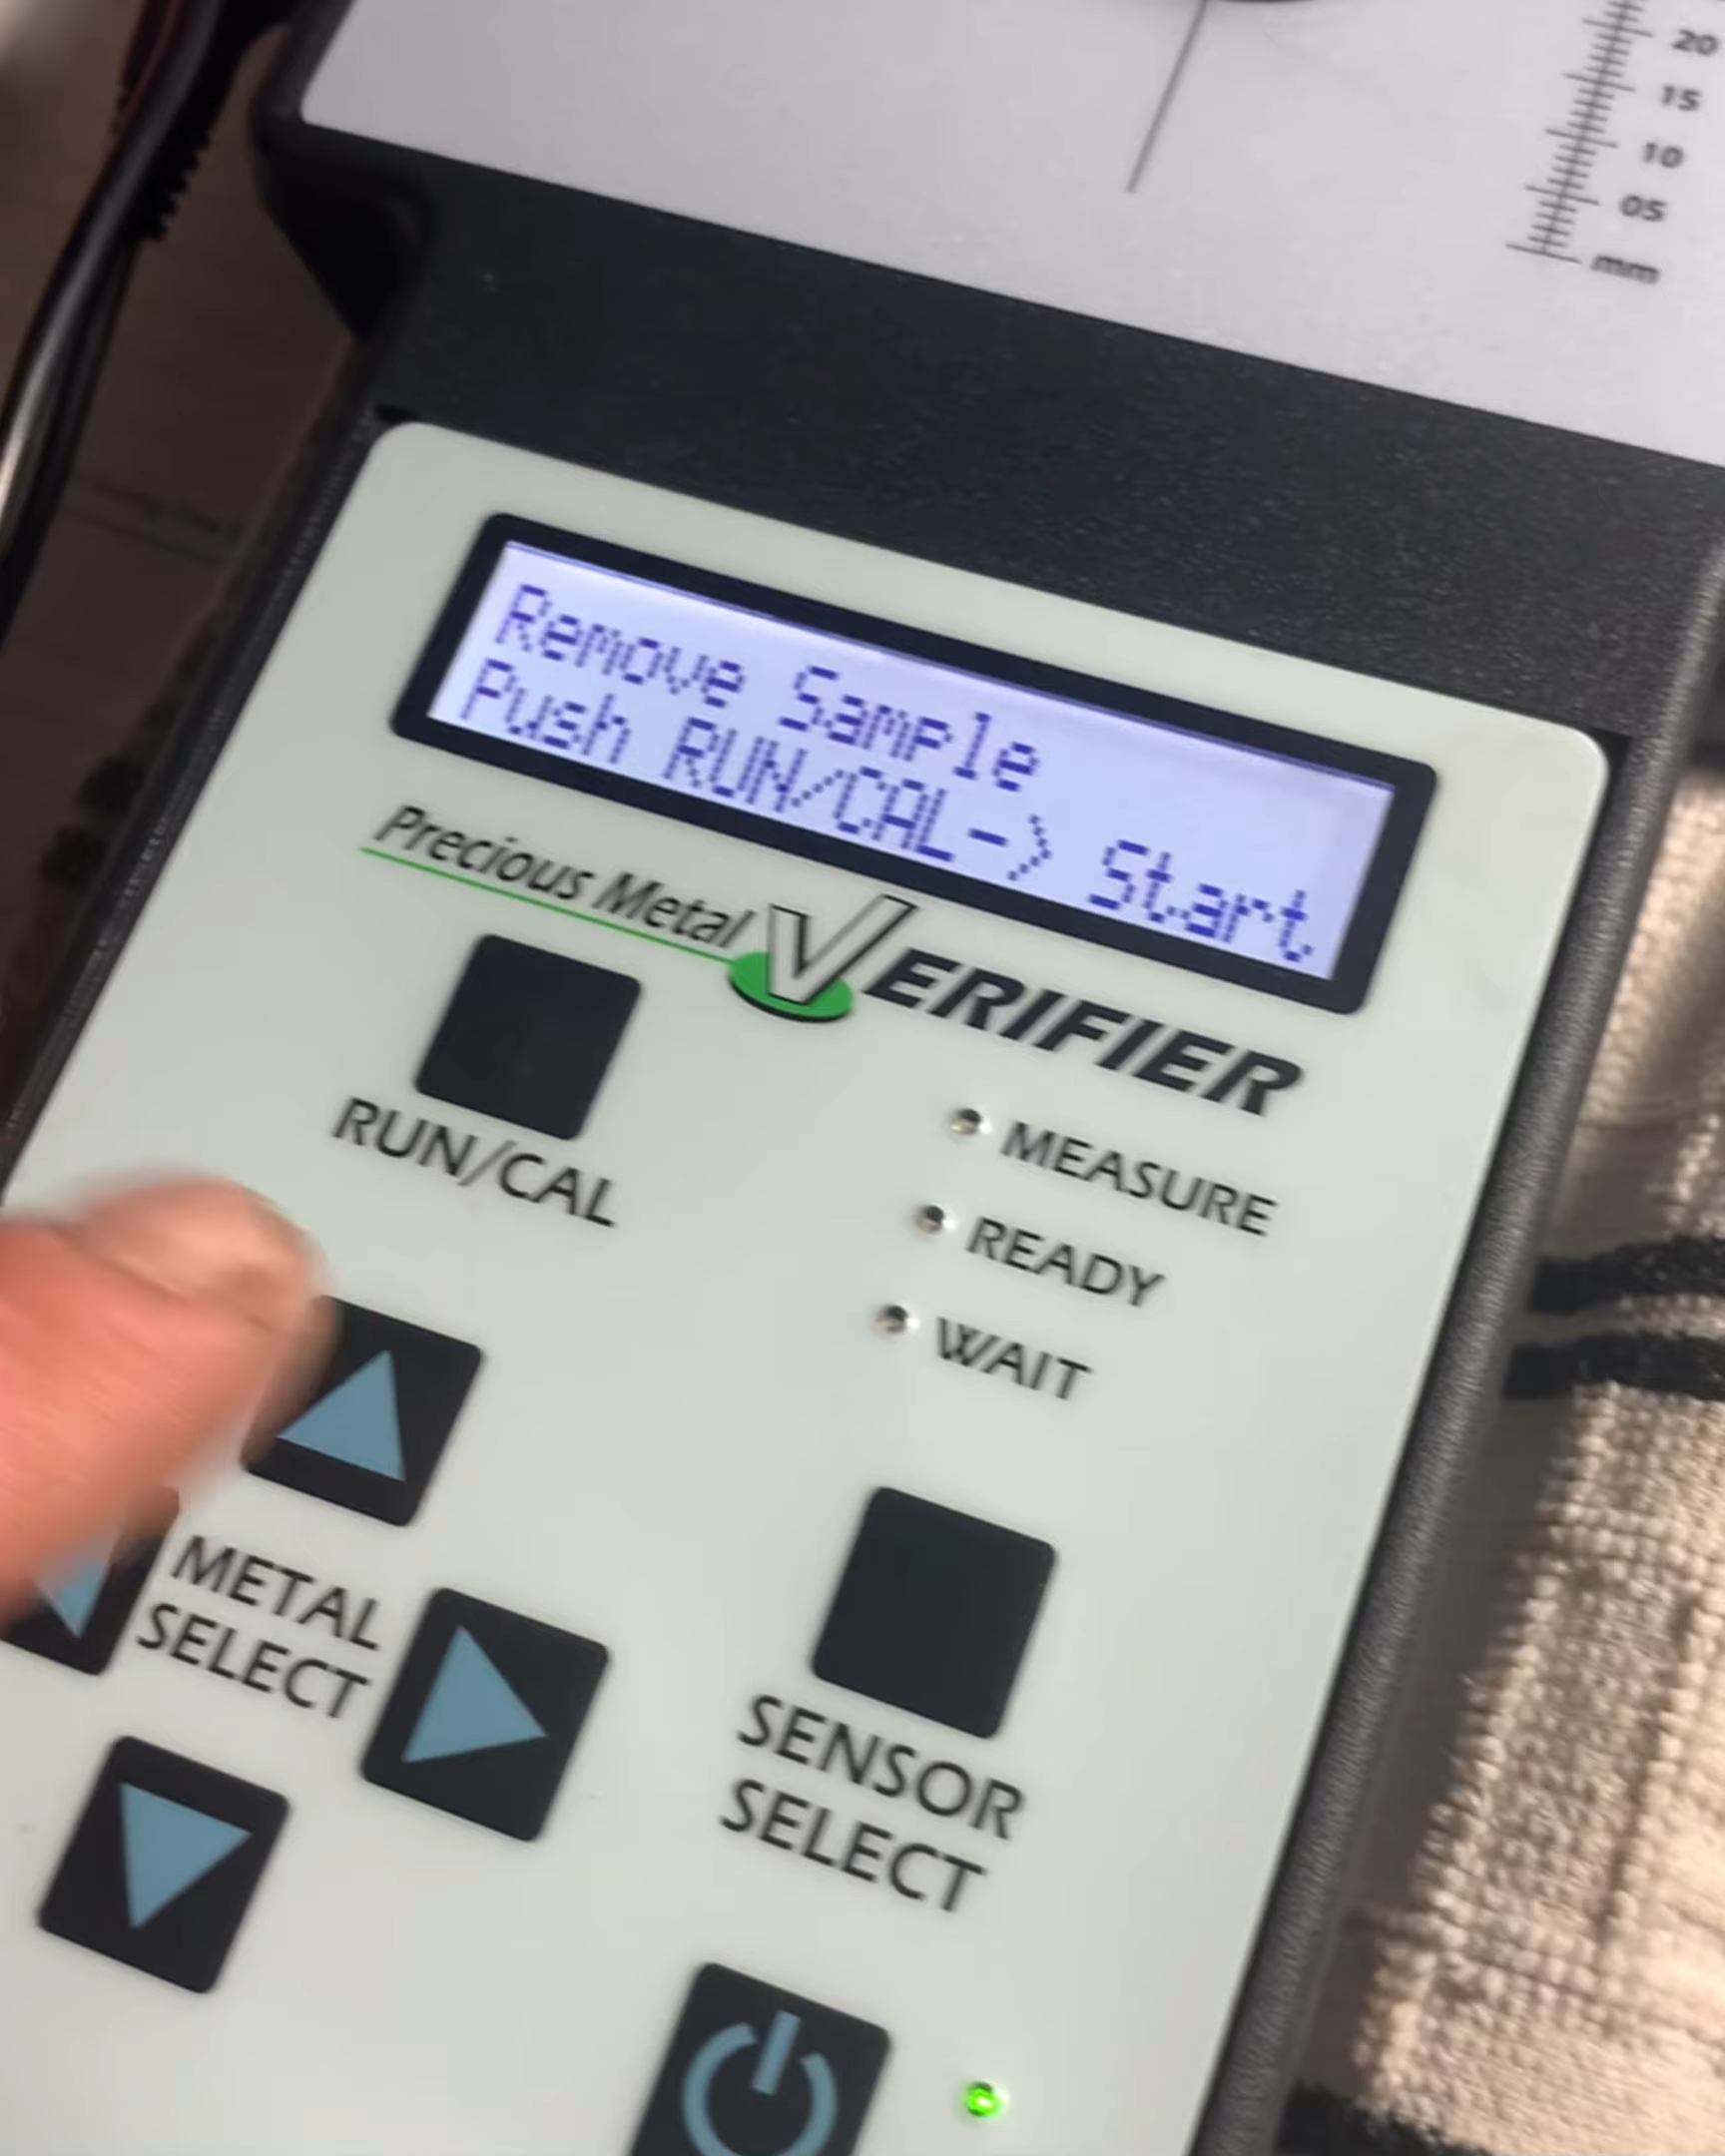 20
15
10
05
mm
Remove Sample
Push RUN/CAL-> Start
Precious Metal VERIFIER
RUN/CAL
MEASURE
READY
WAIT
METAL
SELECT
SENSOR
SELECT